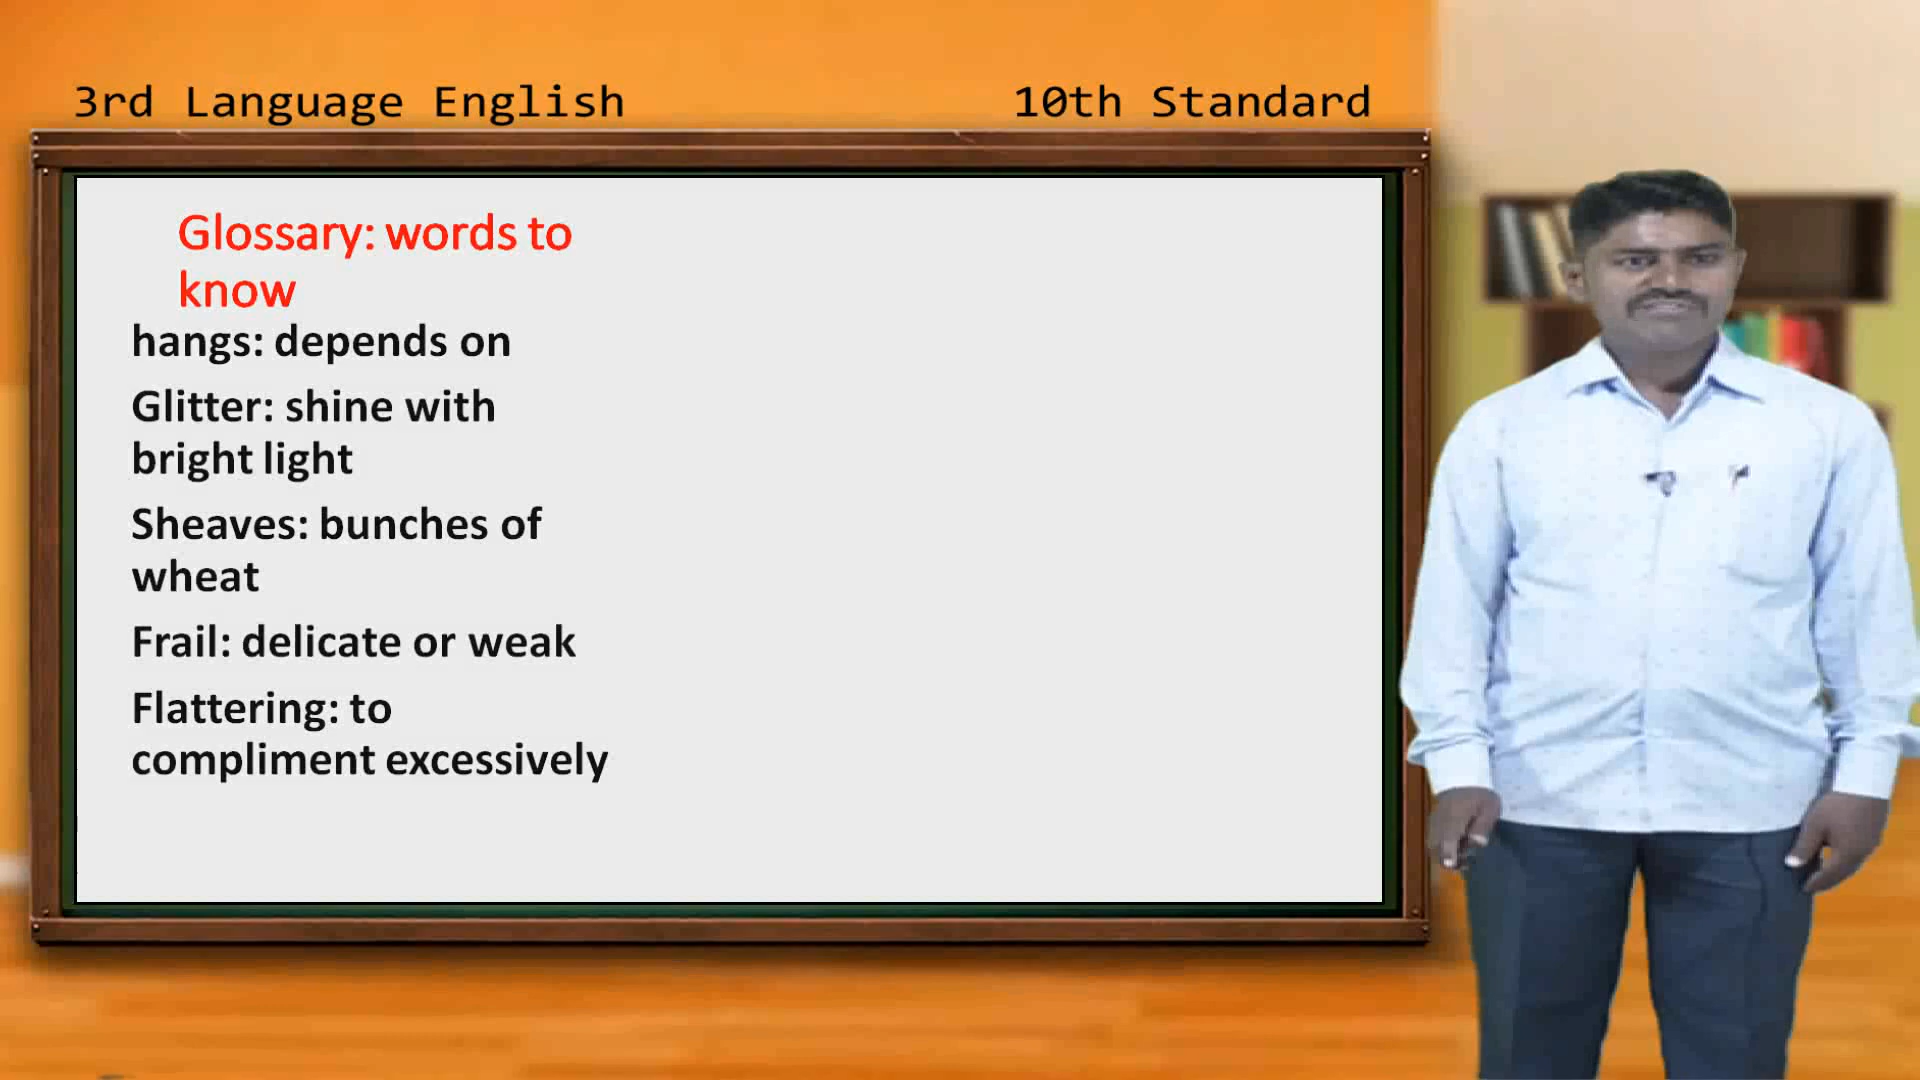 3rd Language English
10th Standard
Glossary: words to
know
hangs: depends on
Glitter: shine with
bright light
Sheaves: bunches of
wheat
Frail: delicate or weak
Flattering: to
compliment excessively